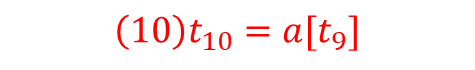 (10)t₁₀ = a[t₉]